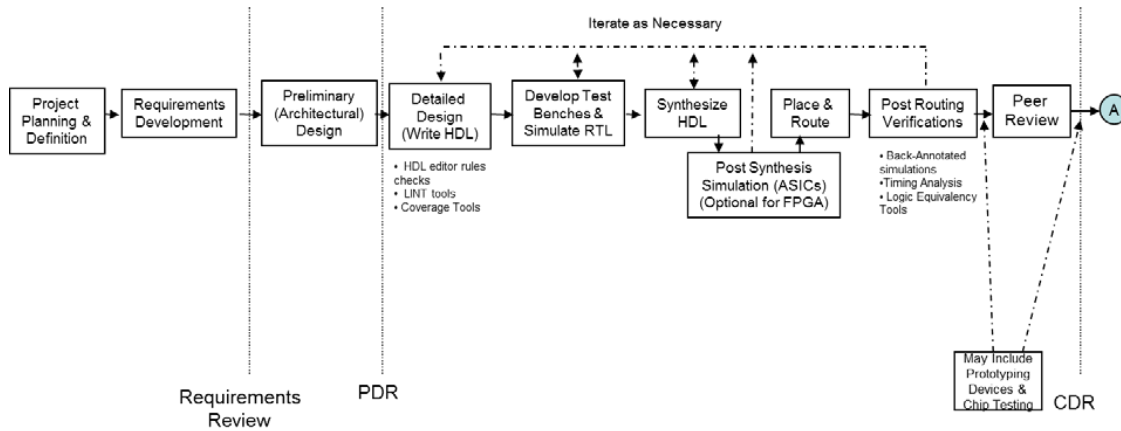 Iterate as Necessary
Project
Planning &
Definition
Requirements
Development
Preliminary
(Architectural)
Design
Detailed
Design
(Write HDL)
• HDL editor rules
checks
• LINT tools
• Coverage Tools
Develop Test
Benches &
Simulate RTL
Synthesize
HDL
Post Synthesis
Simulation (ASICs)
(Optional for FPGA)
Place &
Route
Post Routing
Verifications
• Back-Annotated
simulations
•Timing Analysis
• Logic Equivalency
Tools
Peer
Review
A
May Include
Prototyping
Devices &
Chip Testing
Requirements
Review
PDR
CDR